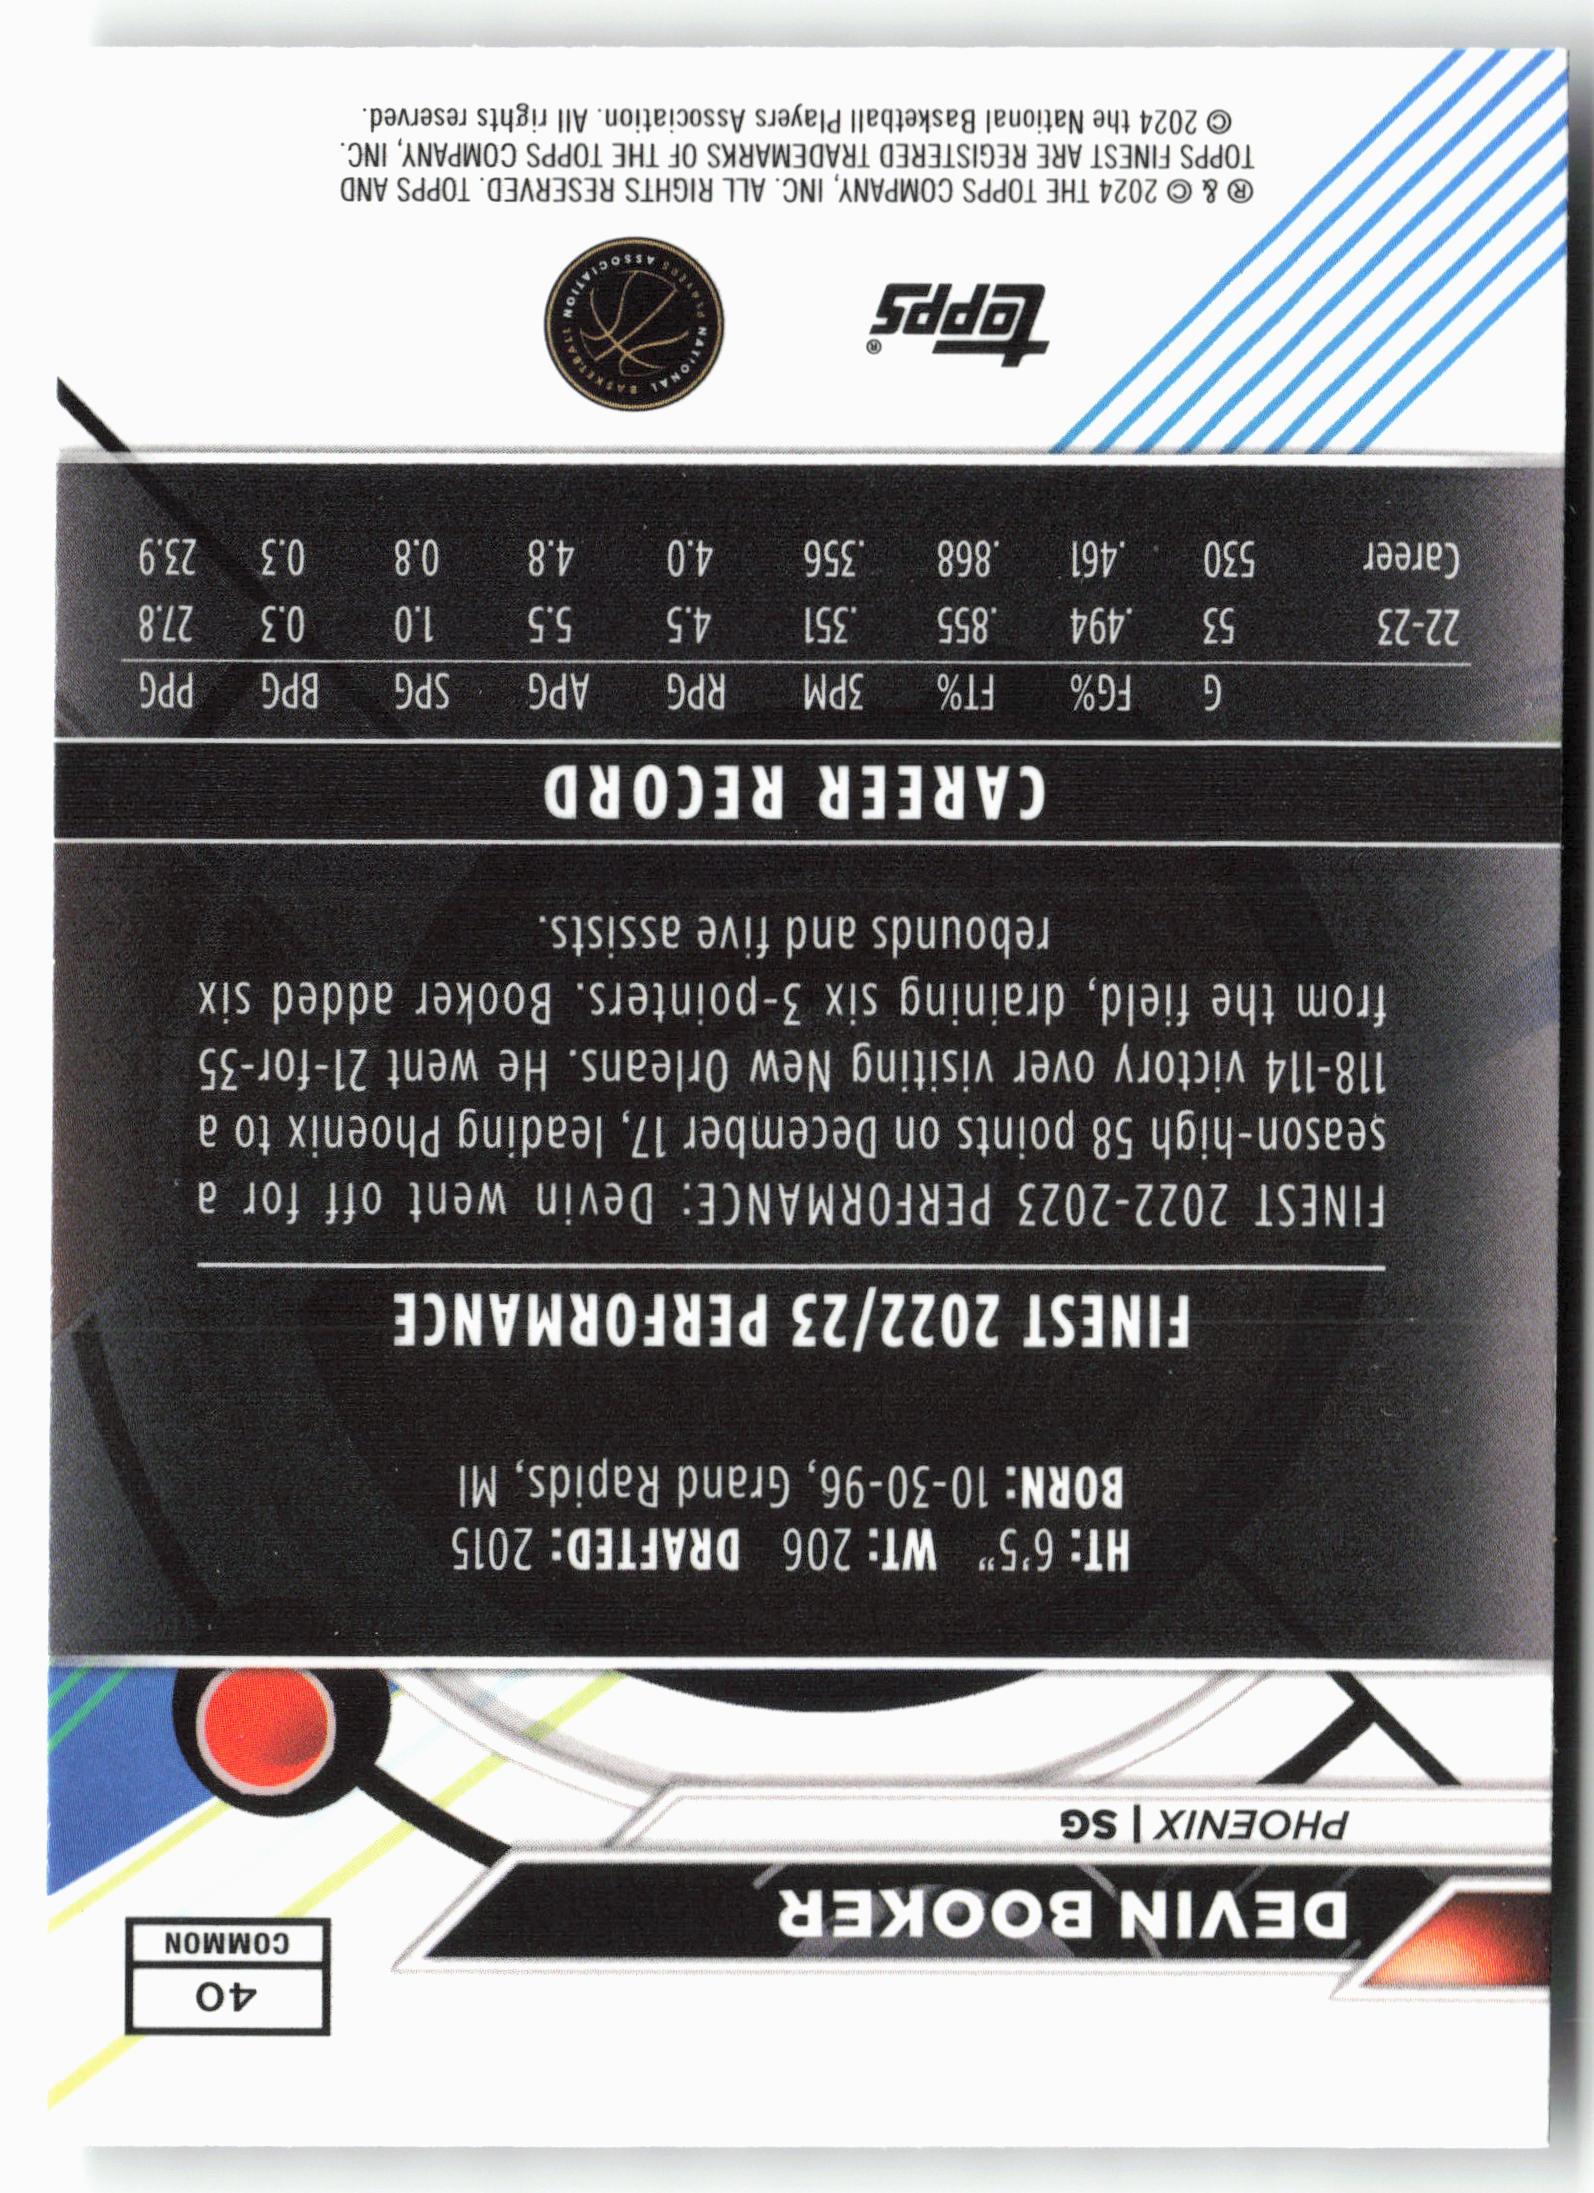 40
COMMON
DEVIN BOOKER
PHOENIX | SG
HT: 6'5" WT: 206 DRAFTED: 2015
BORN: 10-30-96, Grand Rapids, MI
FINEST 2022/23 PERFORMANCE
FINEST 2022-2023 PERFORMANCE: Devin went off for a
season-high 58 points on December 17, leading Phoenix to a
118-114 victory over visiting New Orleans. He went 21-for-35
from the field, draining six 3-pointers. Booker added six
rebounds and five assists.
CAREER RECORD
G FG% FT% 3PM RPG APG SPG BPG PPG
22-23 53 .494 .855 .351 4.5 5.5 1.0 0.3 27.8
Career 530 .461 .868 .356 4.0 4.8 0.8 0.3 23.9
topps®
NATIONAL BASKETBALL PLAYERS ASSOCIATION
® & © 2024 THE TOPPS COMPANY, INC. ALL RIGHTS RESERVED. TOPPS AND
TOPPS FINEST ARE REGISTERED TRADEMARKS OF THE TOPPS COMPANY, INC.
© 2024 the National Basketball Players Association. All rights reserved.